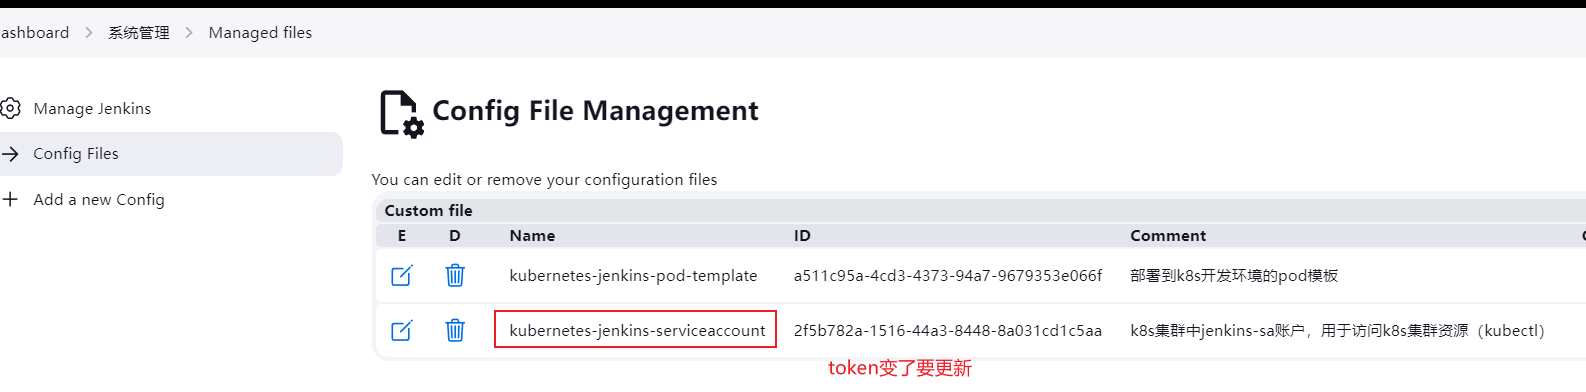 ashboard > 系统管理 > Managed files
Manage Jenkins
Config Files
Add a new Config
Config File Management
You can edit or remove your configuration files
Custom file
E D Name ID Comment
kubernetes-jenkins-pod-template a511c95a-4cd3-4373-94a7-9679353e066f 部署到k8s开发环境的pod模板
kubernetes-jenkins-serviceaccount 2f5b782a-1516-44a3-8448-8a031cd1c5aa k8s集群中jenkins-sa账户，用于访问k8s集群资源（kubectl）
token变了要更新